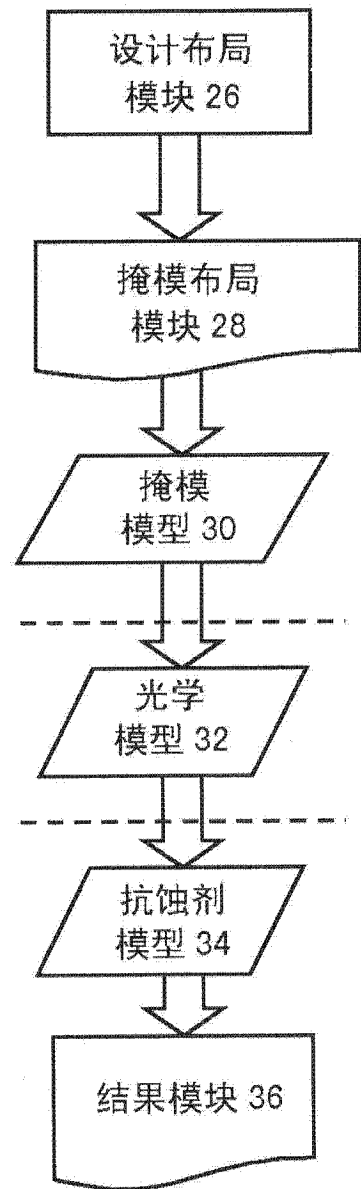 设计布局
模块 26
掩模布局
模块 28
掩模
模型 30
光学
模型 32
抗蚀剂
模型 34
结果模块 36